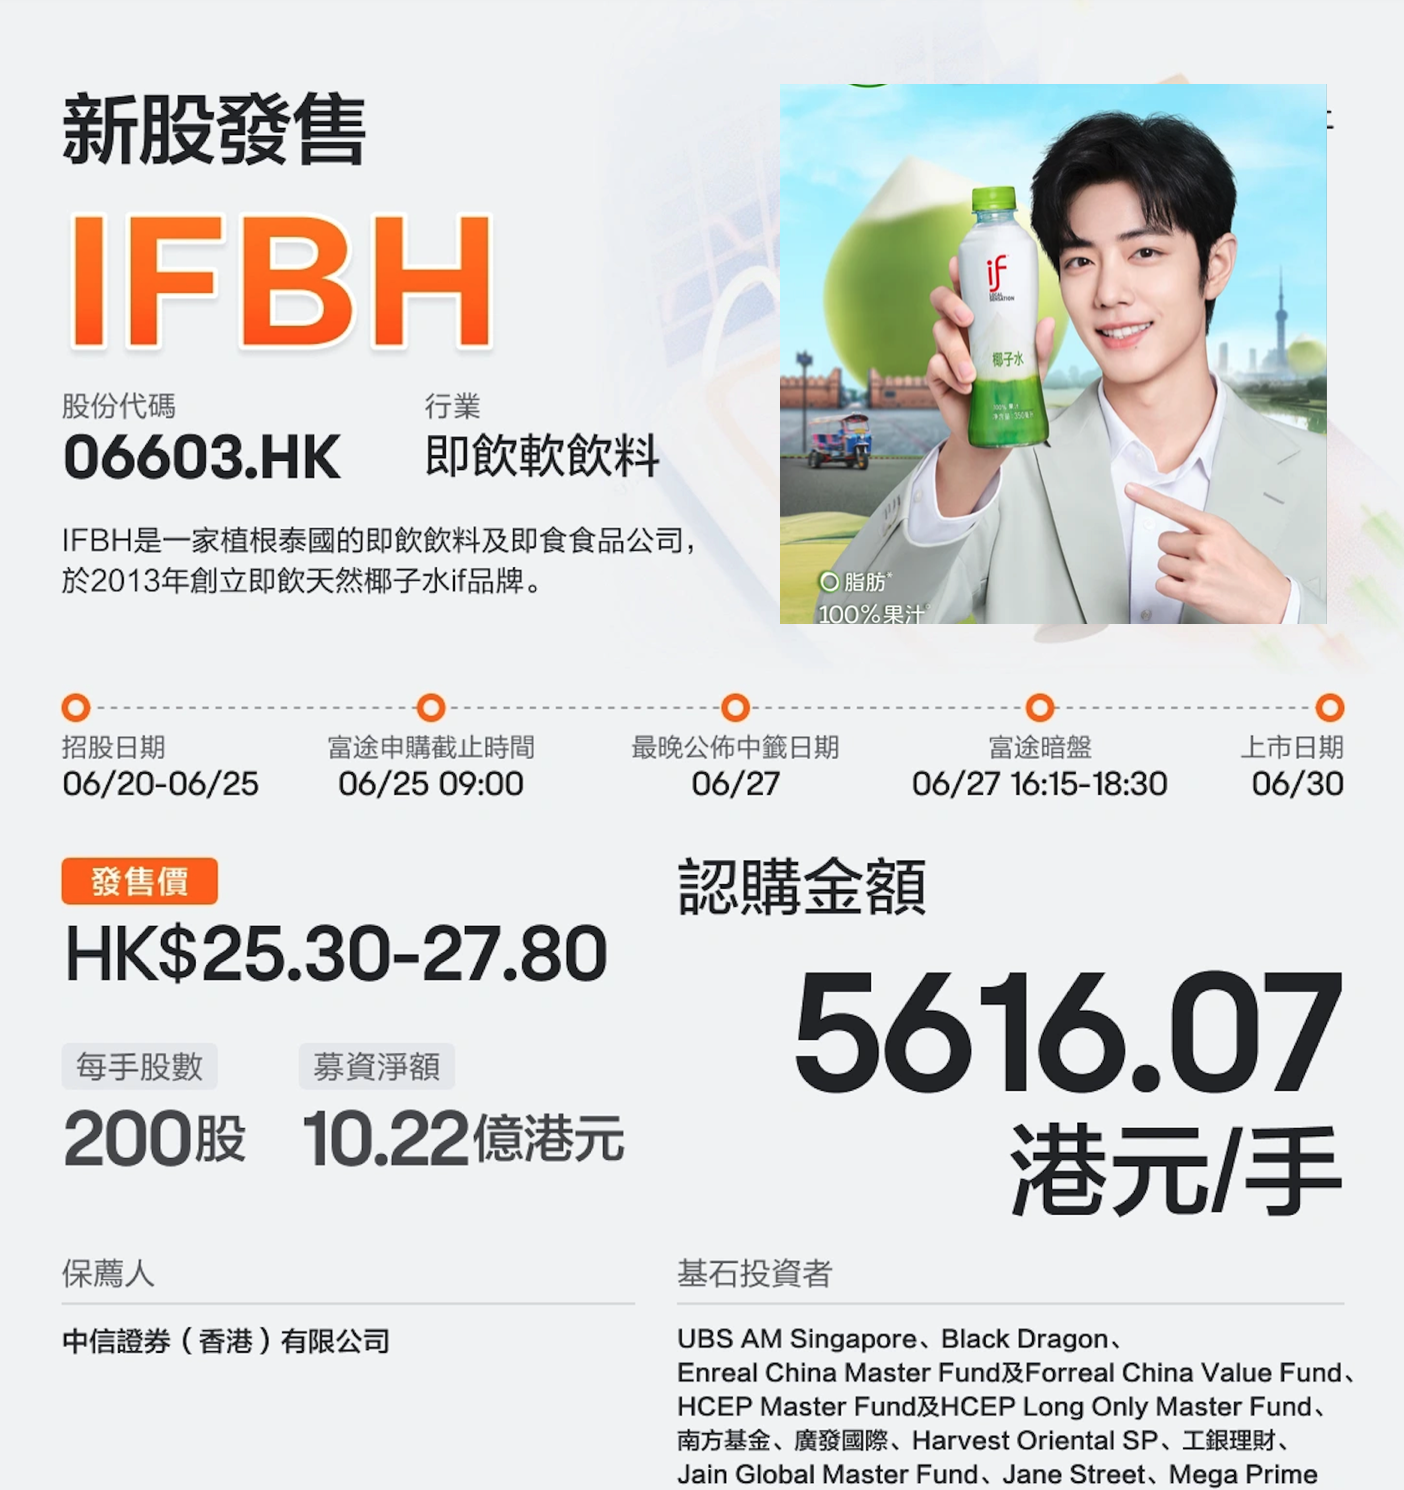 新股發售
IFBH
股份代碼
06603.HK
行業
即飲軟飲料
IFBH是一家植根泰國的即飲飲料及即食食品公司，
於2013年創立即飲天然椰子水if品牌。
if
LOCAL
SENSATION
椰子水
100%果汁
脂肪*
100%果汁
招股日期
06/20-06/25
富途申購截止時間
06/25 09:00
最晚公佈中籤日期
06/27
富途暗盤
06/27 16:15-18:30
上市日期
06/30
發售價
HK$25.30-27.80
每手股數
200股
募資淨額
10.22億港元
認購金額
5616.07
港元/手
保薦人
中信證券（香港）有限公司
基石投資者
UBS AM Singapore、Black Dragon、
Enreal China Master Fund及Forreal China Value Fund、
HCEP Master Fund及HCEP Long Only Master Fund、
南方基金、廣發國際、Harvest Oriental SP、工銀理財、
Jain Global Master Fund、Jane Street、Mega Prime